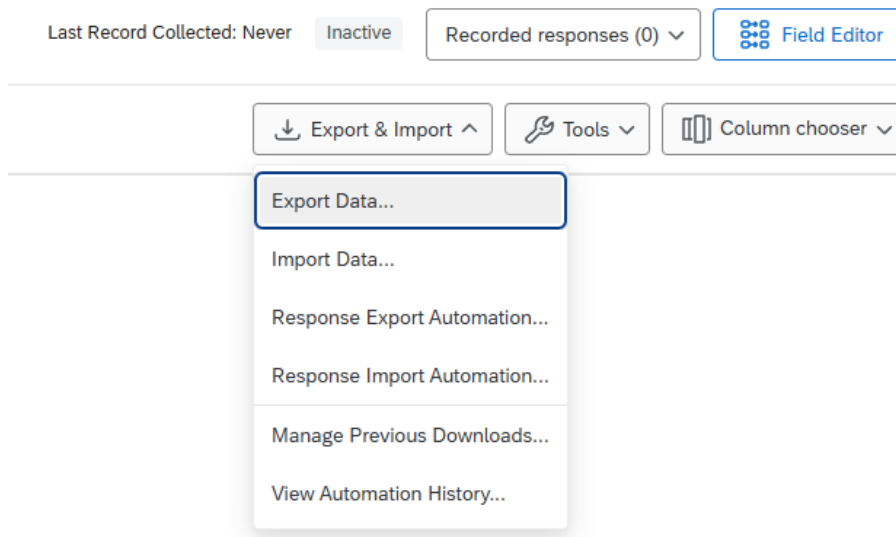 Last Record Collected: Never
Inactive
Recorded responses (0)
Field Editor
Export & Import
Tools
Column chooser
Export Data...
Import Data...
Response Export Automation...
Response Import Automation...
Manage Previous Downloads...
View Automation History...